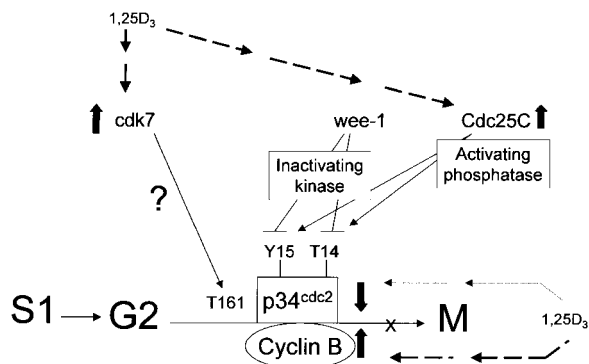 1,25D3
cdk7
wee-1
Cdc25C
Inactivating
kinase
Activating
phosphatase
?
Y15
T14
T161
p34cdc2
S1
G2
x
M
1,25D3
Cyclin B